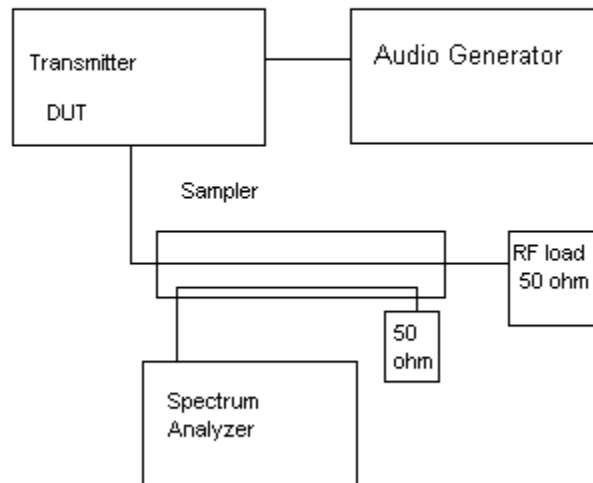 Transmitter
DUT
Audio Generator
Sampler
RF load
50 ohm
50
ohm
Spectrum
Analyzer